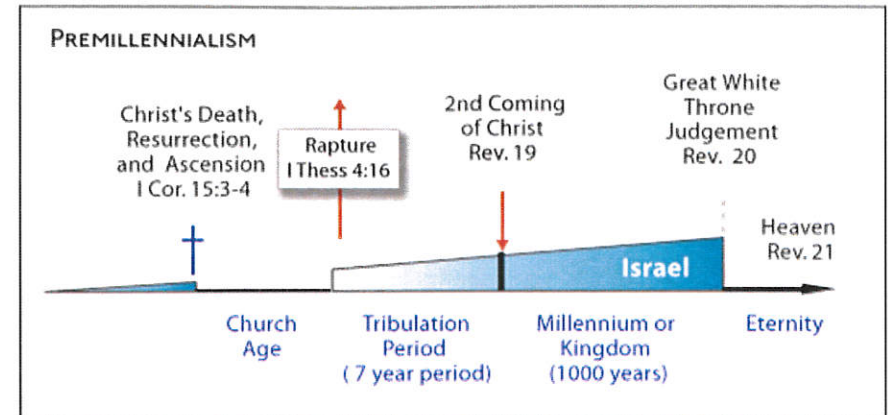 PREMILLENNIALISM
Christ's Death,
Resurrection,
and Ascension
I Cor. 15:3-4
Rapture
I Thess 4:16
2nd Coming
of Christ
Rev. 19
Great White
Throne
Judgement
Rev. 20
Heaven
Rev. 21
Israel
Church
Age
Tribulation
Period
( 7 year period)
Millennium or
Kingdom
(1000 years)
Eternity